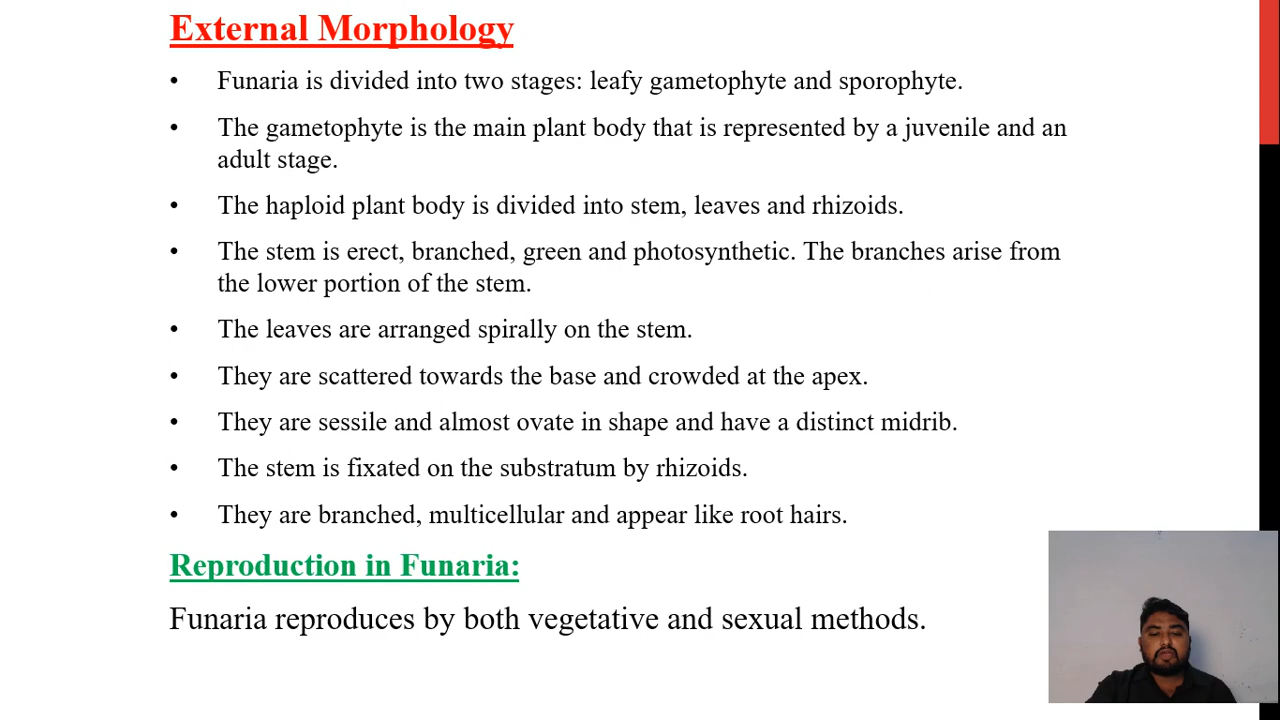 External Morphology
• Funaria is divided into two stages: leafy gametophyte and sporophyte.
• The gametophyte is the main plant body that is represented by a juvenile and an
adult stage.
• The haploid plant body is divided into stem, leaves and rhizoids.
• The stem is erect, branched, green and photosynthetic. The branches arise from
the lower portion of the stem.
• The leaves are arranged spirally on the stem.
• They are scattered towards the base and crowded at the apex.
• They are sessile and almost ovate in shape and have a distinct midrib.
• The stem is fixated on the substratum by rhizoids.
• They are branched, multicellular and appear like root hairs.
Reproduction in Funaria:
Funaria reproduces by both vegetative and sexual methods.